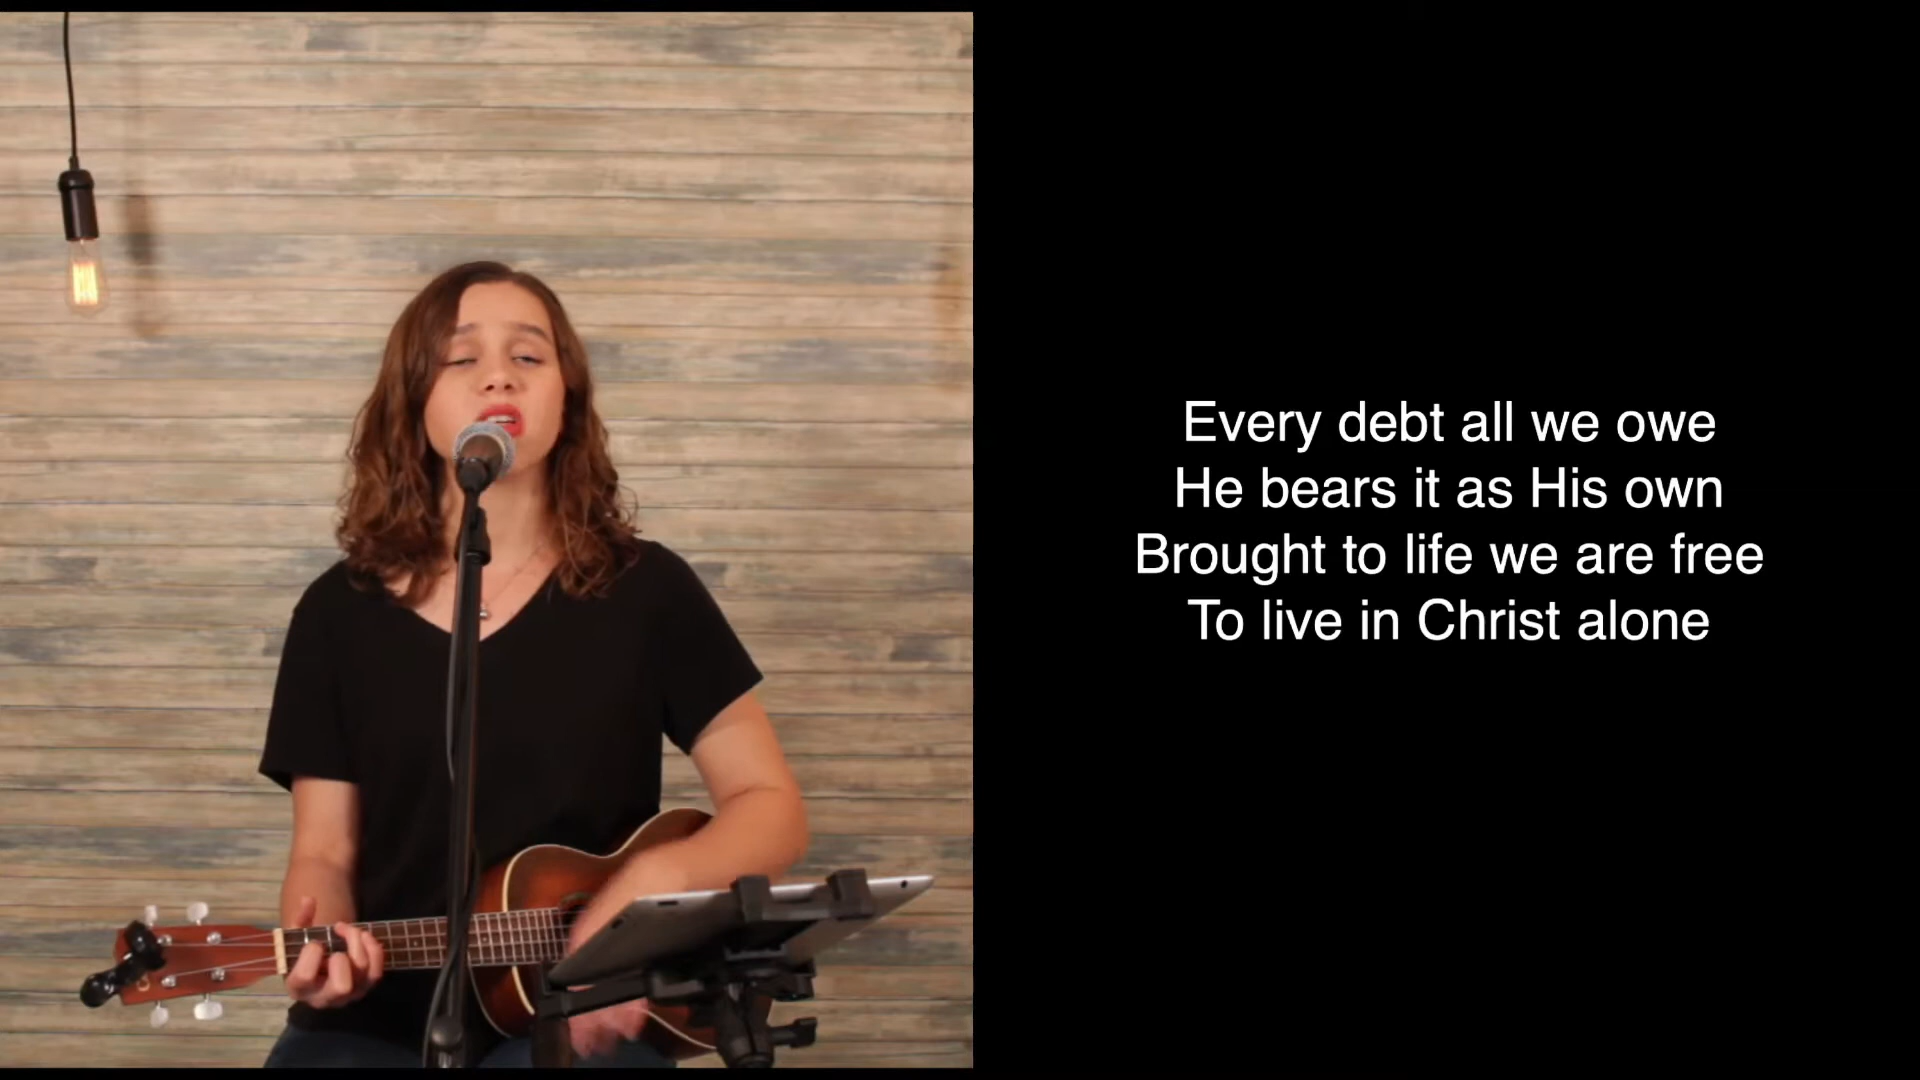 Every debt all we owe
He bears it as His own
Brought to life we are free
To live in Christ alone